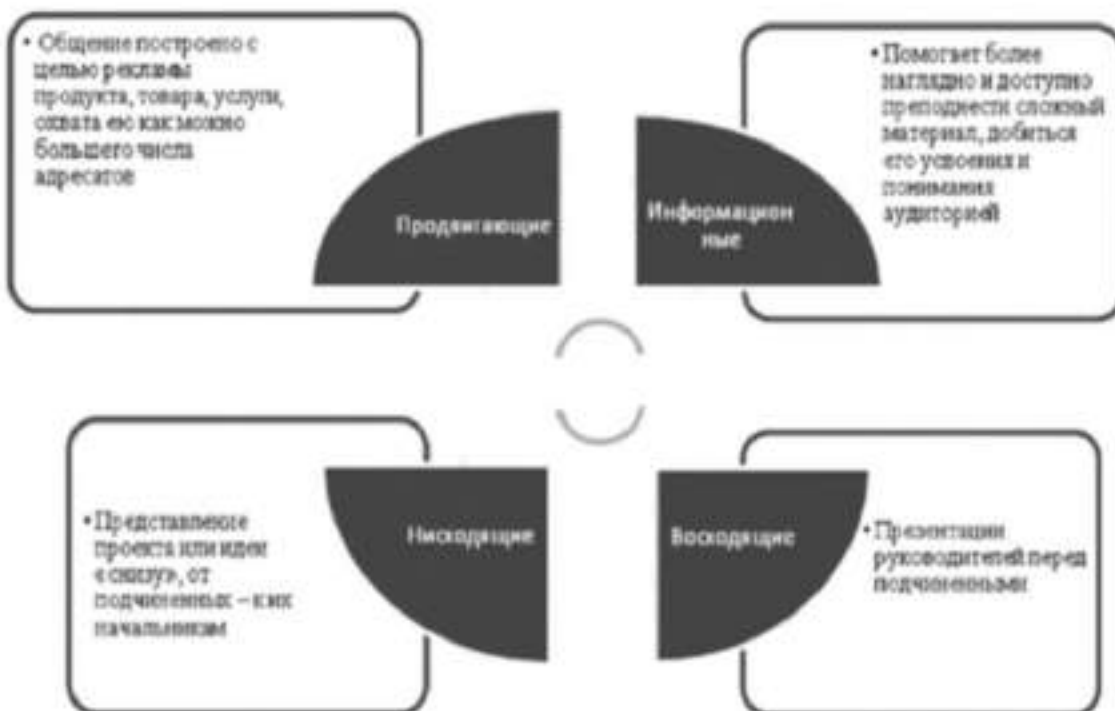 • Общение построено с
целью рекламы
продукта, товара, услуги,
охвата ею как можно
большего числа
адресатов
Продвигающие
• Помогает более
наглядно и доступно
преподнести сложный
материал, добиться
его усвоения и
понимания
аудиторией
Информацион
ные
• Представление
проекта или идеи
«снизу», от
подчиненных – к их
начальникам
Нисходящие
Восходящие
• Презентации
руководителей перед
подчиненными